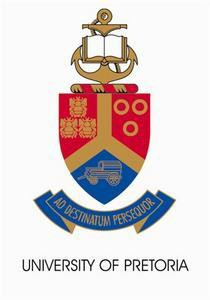 AD DESTINATUM PERSEQUOR
UNIVERSITY OF PRETORIA